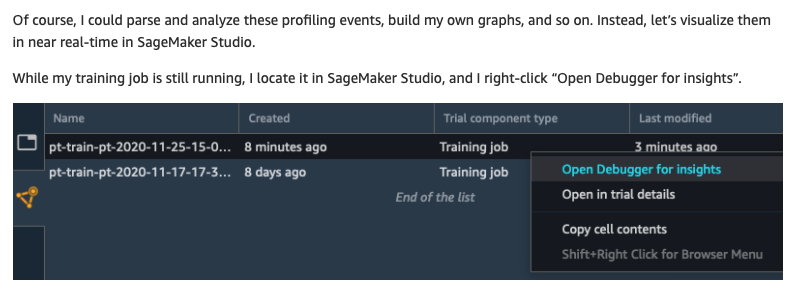 Of course, I could parse and analyze these profiling events, build my own graphs, and so on. Instead, let’s visualize them
in near real-time in SageMaker Studio.
While my training job is still running, I locate it in SageMaker Studio, and I right-click “Open Debugger for insights”.
Name Created Trial component type Last modified
pt-train-pt-2020-11-25-15-0... 8 minutes ago Training job 3 minutes ago
pt-train-pt-2020-11-17-17-3... 8 days ago Training job
End of the list
Open Debugger for insights
Open in trial details
Copy cell contents
Shift+Right Click for Browser Menu